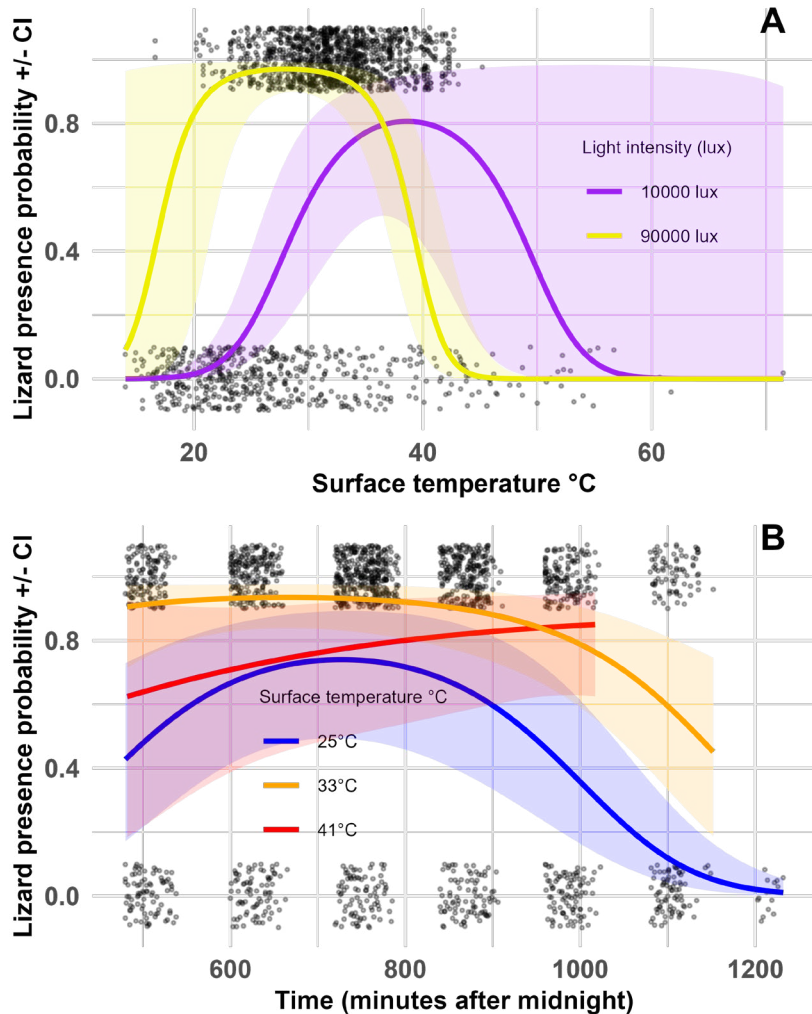 A
Lizard presence probability +/- CI
0.8
0.4
0.0
Light intensity (lux)
10000 lux
90000 lux
20
40
60
Surface temperature °C
B
Lizard presence probability +/- CI
0.8
0.4
0.0
Surface temperature °C
25°C
33°C
41°C
600
800
1000
1200
Time (minutes after midnight)